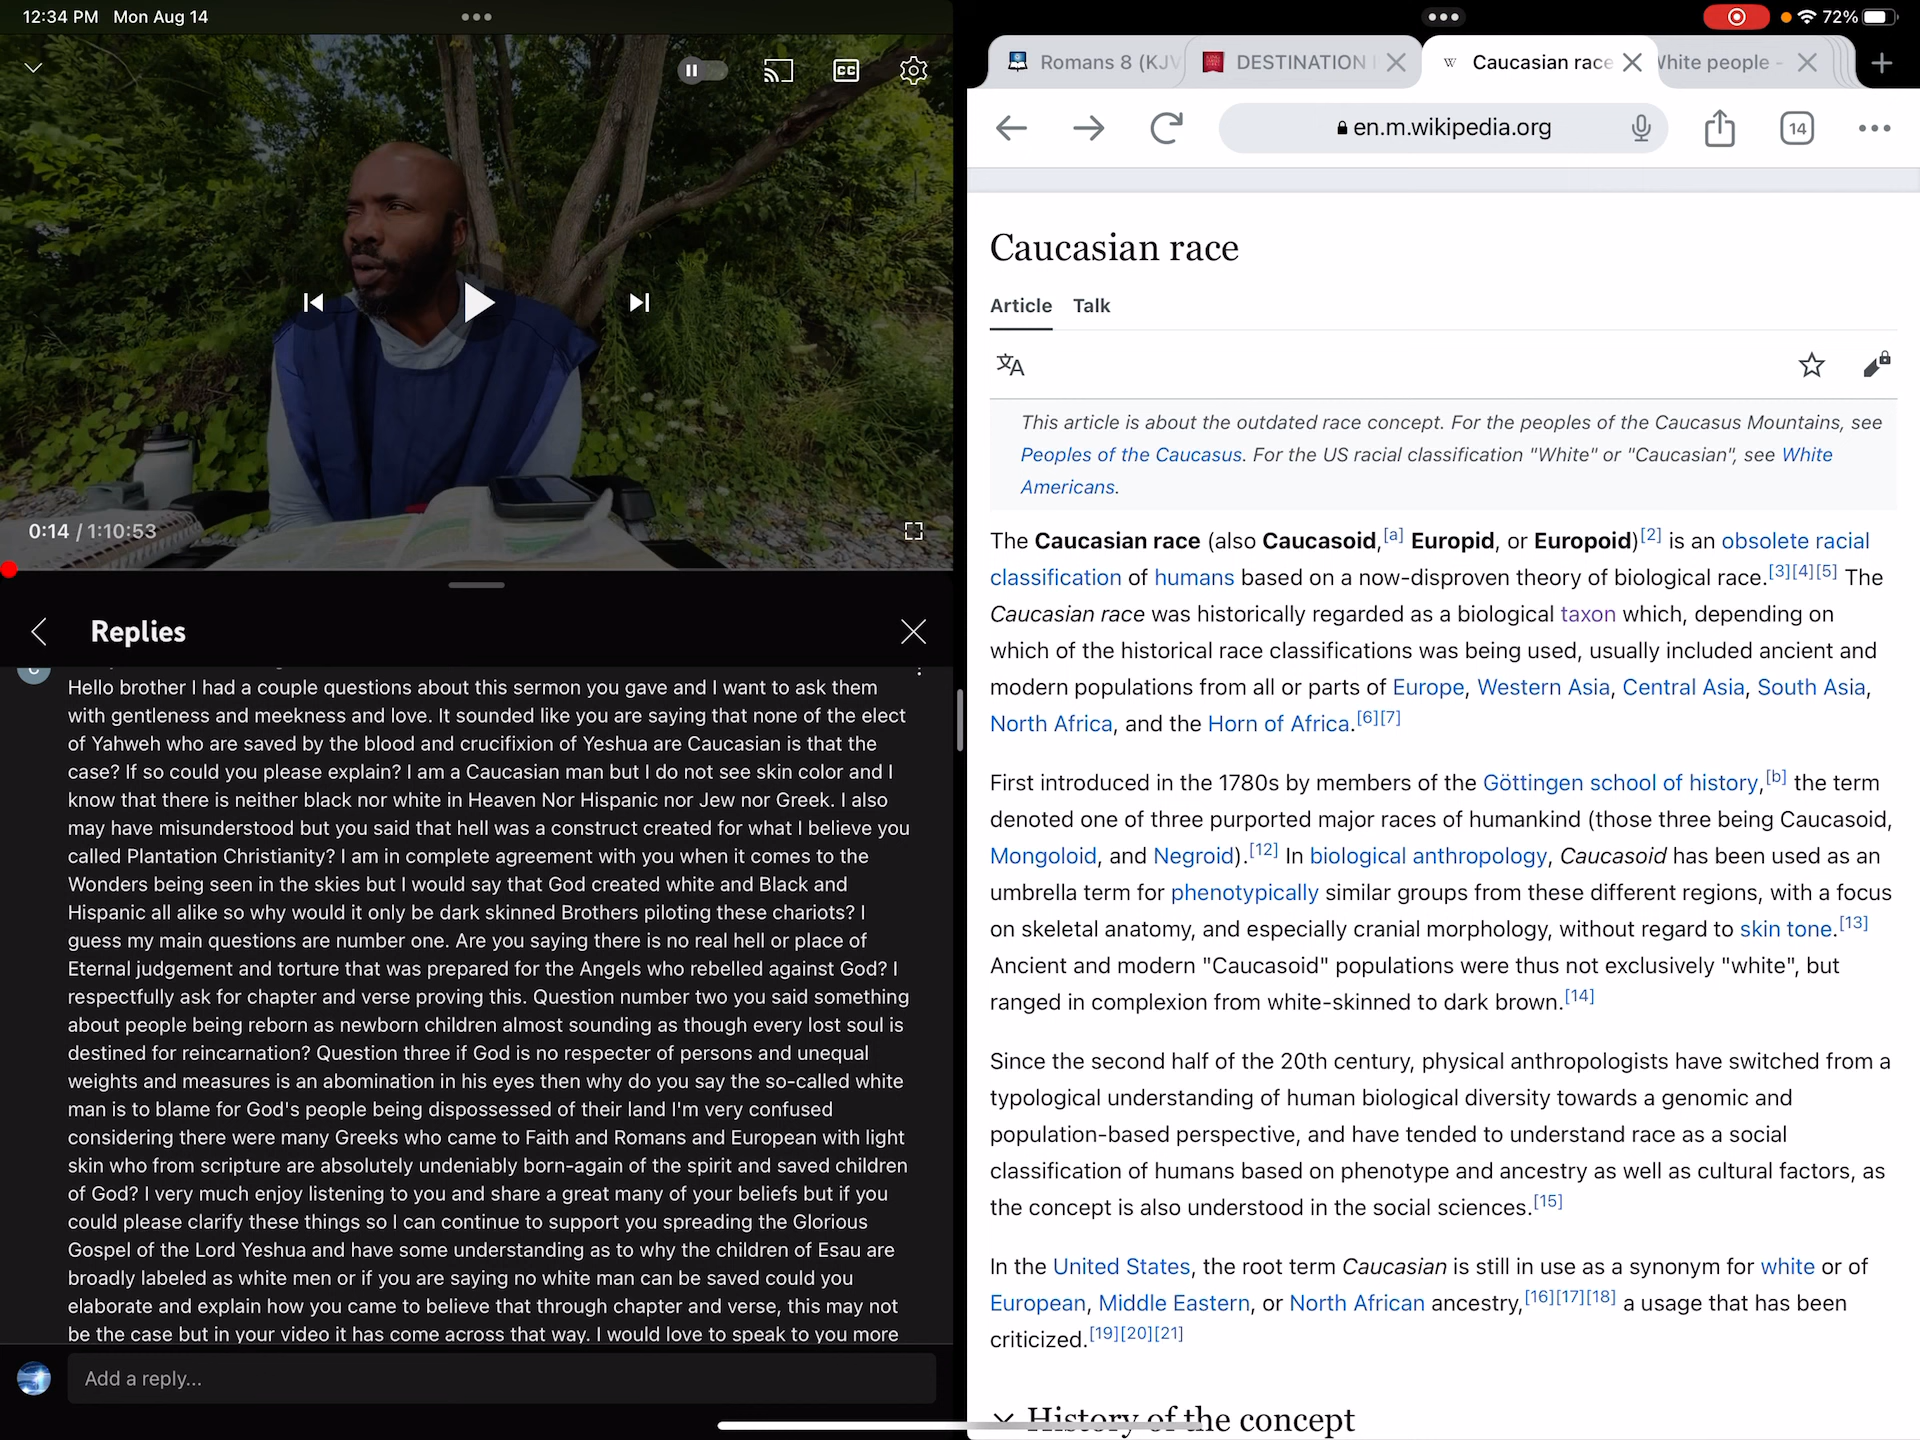 12:34 PM Mon Aug 14
72%
0:14 / 1:10:53
Replies
Hello brother I had a couple questions about this sermon you gave and I want to ask them
with gentleness and meekness and love. It sounded like you are saying that none of the elect
of Yahweh who are saved by the blood and crucifixion of Yeshua are Caucasian is that the
case? If so could you please explain? I am a Caucasian man but I do not see skin color and I
know that there is neither black nor white in Heaven Nor Hispanic nor Jew nor Greek. I also
may have misunderstood but you said that hell was a construct created for what I believe you
called Plantation Christianity? I am in complete agreement with you when it comes to the
Wonders being seen in the skies but I would say that God created white and Black and
Hispanic all alike so why would it only be dark skinned Brothers piloting these chariots? I
guess my main questions are number one. Are you saying there is no real hell or place of
Eternal judgement and torture that was prepared for the Angels who rebelled against God? I
respectfully ask for chapter and verse proving this. Question number two you said something
about people being reborn as newborn children almost sounding as though every lost soul is
destined for reincarnation? Question three if God is no respecter of persons and unequal
weights and measures is an abomination in his eyes then why do you say the so-called white
man is to blame for God's people being dispossessed of their land I'm very confused
considering there were many Greeks who came to Faith and Romans and European with light
skin who from scripture are absolutely undeniably born-again of the spirit and saved children
of God? I very much enjoy listening to you and share a great many of your beliefs but if you
could please clarify these things so I can continue to support you spreading the Glorious
Gospel of the Lord Yeshua and have some understanding as to why the children of Esau are
broadly labeled as white men or if you are saying no white man can be saved could you
elaborate and explain how you came to believe that through chapter and verse, this may not
be the case but in your video it has come across that way. I would love to speak to you more
Add a reply...
CC
Romans 8 (KJV
DESTINATION
W Caucasian race
White people -
en.m.wikipedia.org
14
Caucasian race
Article Talk
文A
This article is about the outdated race concept. For the peoples of the Caucasus Mountains, see
Peoples of the Caucasus. For the US racial classification "White" or "Caucasian", see White
Americans.
The Caucasian race (also Caucasoid,[a] Europid, or Europoid)[2] is an obsolete racial
classification of humans based on a now-disproven theory of biological race.[3][4][5] The
Caucasian race was historically regarded as a biological taxon which, depending on
which of the historical race classifications was being used, usually included ancient and
modern populations from all or parts of Europe, Western Asia, Central Asia, South Asia,
North Africa, and the Horn of Africa.[6][7]
First introduced in the 1780s by members of the Göttingen school of history,[b] the term
denoted one of three purported major races of humankind (those three being Caucasoid,
Mongoloid, and Negroid).[12] In biological anthropology, Caucasoid has been used as an
umbrella term for phenotypically similar groups from these different regions, with a focus
on skeletal anatomy, and especially cranial morphology, without regard to skin tone.[13]
Ancient and modern "Caucasoid" populations were thus not exclusively "white", but
ranged in complexion from white-skinned to dark brown.[14]
Since the second half of the 20th century, physical anthropologists have switched from a
typological understanding of human biological diversity towards a genomic and
population-based perspective, and have tended to understand race as a social
classification of humans based on phenotype and ancestry as well as cultural factors, as
the concept is also understood in the social sciences.[15]
In the United States, the root term Caucasian is still in use as a synonym for white or of
European, Middle Eastern, or North African ancestry,[16][17][18] a usage that has been
criticized.[19][20][21]
History of the concept